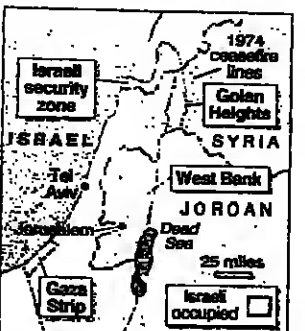 1974
ceasefire
lines
Israeli
security
zone
Golan
Heights
ISRAEL
SYRIA
Tel
Aviv
West Bank
JORDAN
Jerusalem
Dead
Sea
25 miles
Gaza
Strip
Israeli
occupied